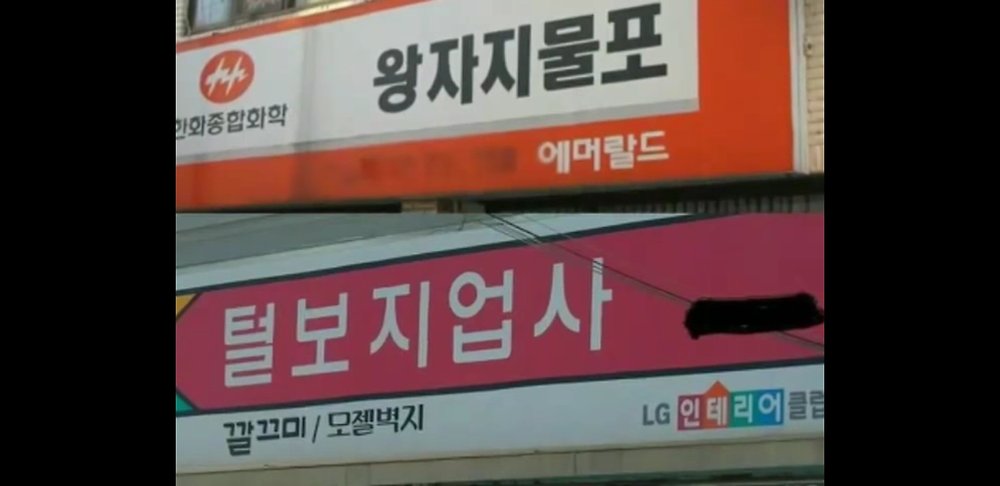 왕자지물포
한화종합화학
에머랄드
털보지업사
깔끄미/모젤벽지
LG 인테리어클럽